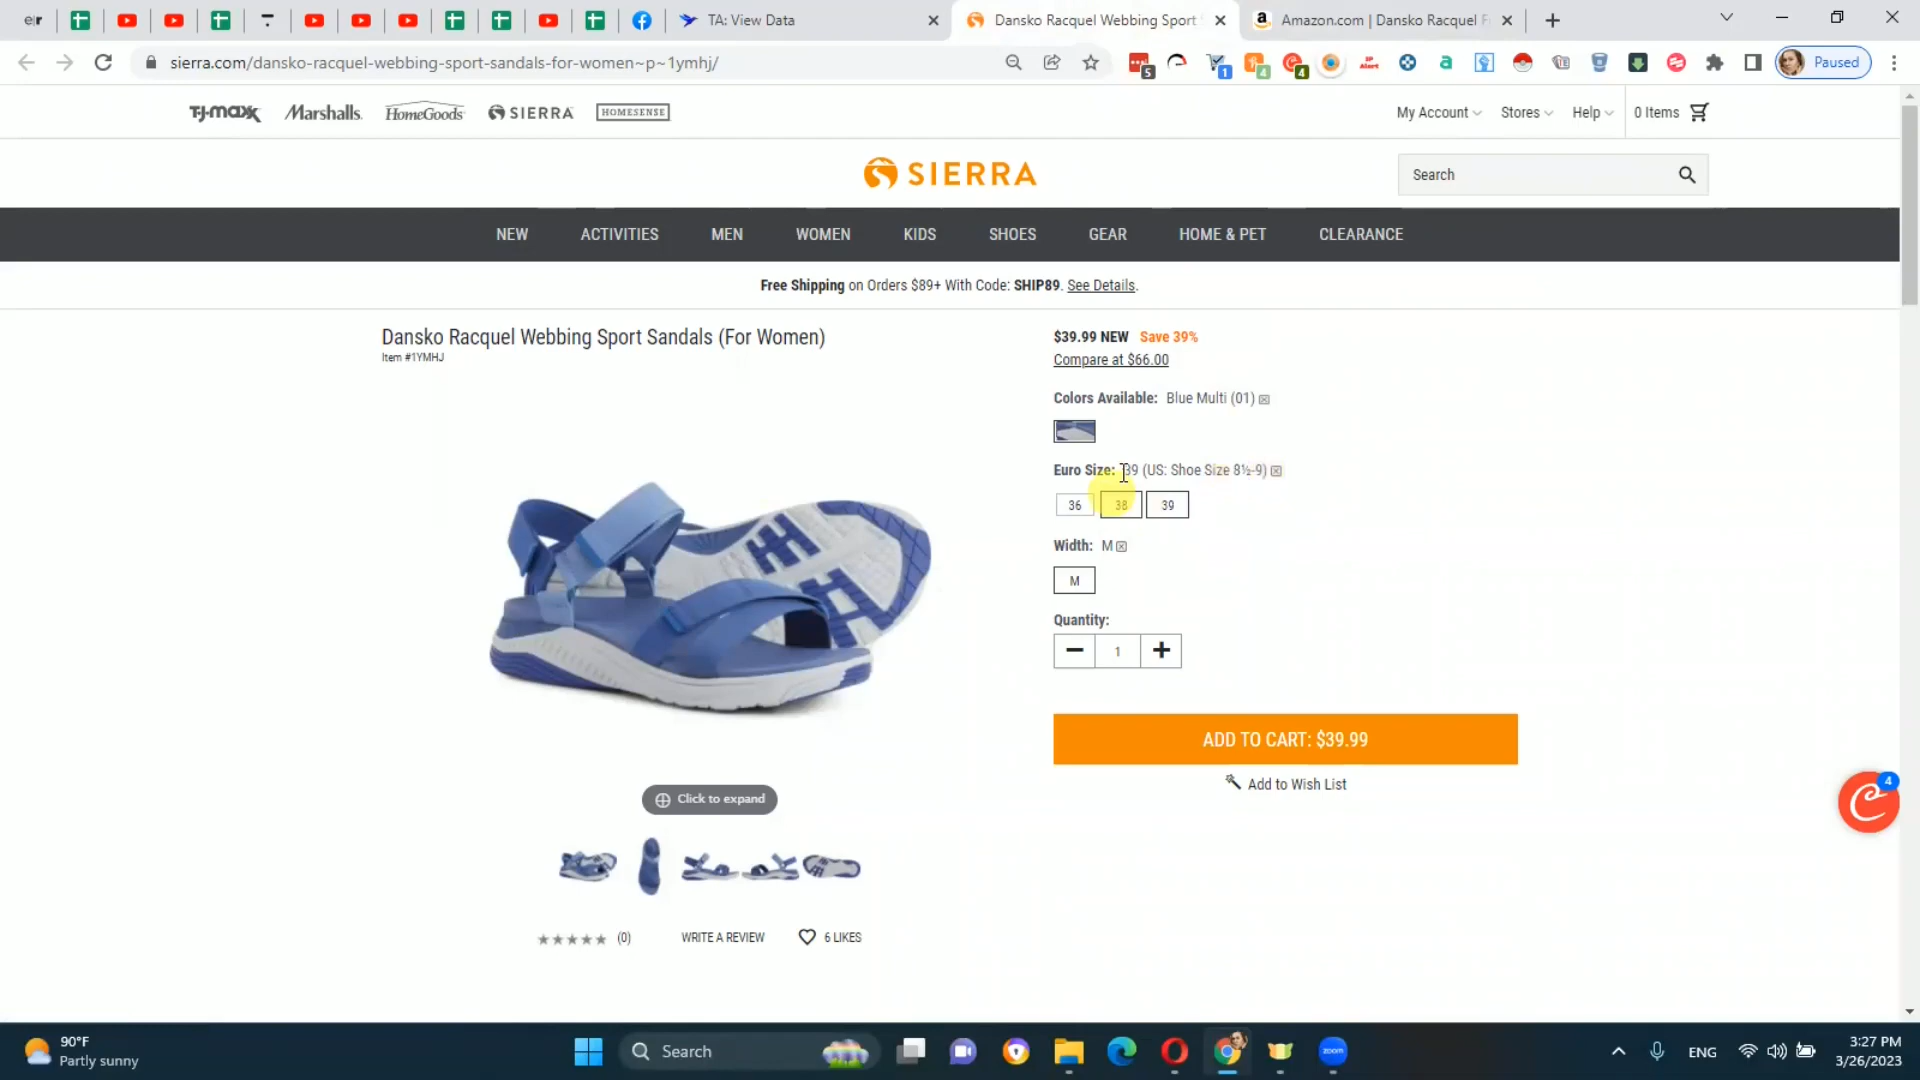 TA: View Data
Dansko Racquel Webbing Sport
Amazon.com | Dansko Racquel F
sierra.com/dansko-racquel-webbing-sport-sandals-for-women~p~1ymhj/
5
1
4
4
Paused
T·J·maxx
Marshalls.
HomeGoods
SIERRA
HOMESENSE
My Account
Stores
Help
0 Items
SIERRA
Search
NEW
ACTIVITIES
MEN
WOMEN
KIDS
SHOES
GEAR
HOME & PET
CLEARANCE
Free Shipping on Orders $89+ With Code: SHIP89. See Details.
Dansko Racquel Webbing Sport Sandals (For Women)
Item #1YMHJ
$39.99 NEW Save 39%
Compare at $66.00
Colors Available: Blue Multi (01)
Euro Size: 39 (US: Shoe Size 8½-9)
36
38
39
Width: M
M
Quantity:
1
ADD TO CART: $39.99
Add to Wish List
4
Click to expand
(0)
WRITE A REVIEW
6 LIKES
90°F
Partly sunny
Search
zoom
ENG
3:27 PM
3/26/2023